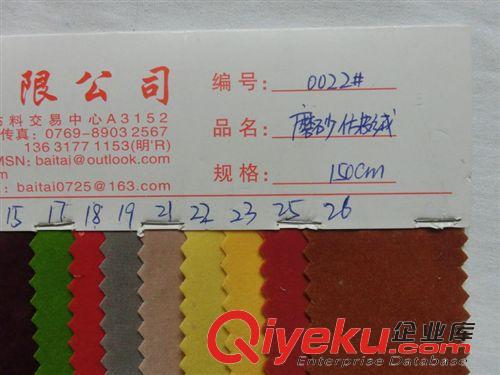 限公司
布料交易中心A3152
传真: 0769-8903 2567
136 3177 1153(明'R)
MSN: baitai@outlook.com
m
baitai0725@163.com
编号: 0022#
品名: 磨砂仿皮绒
规格: 150cm
15 17 18 19 21 22 23 25 26
Qiyeku.com 企业库
Enterprise Database